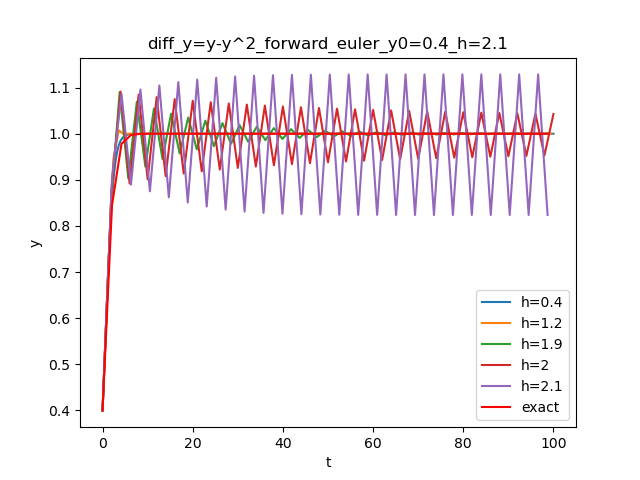 diff_y=y-y^2_forward_euler_y0=0.4_h=2.1
1.1
1.0
0.9
0.8
0.7
0.6
0.5
0.4
y
h=0.4
h=1.2
h=1.9
h=2
h=2.1
exact
0 20 40 60 80 100
t